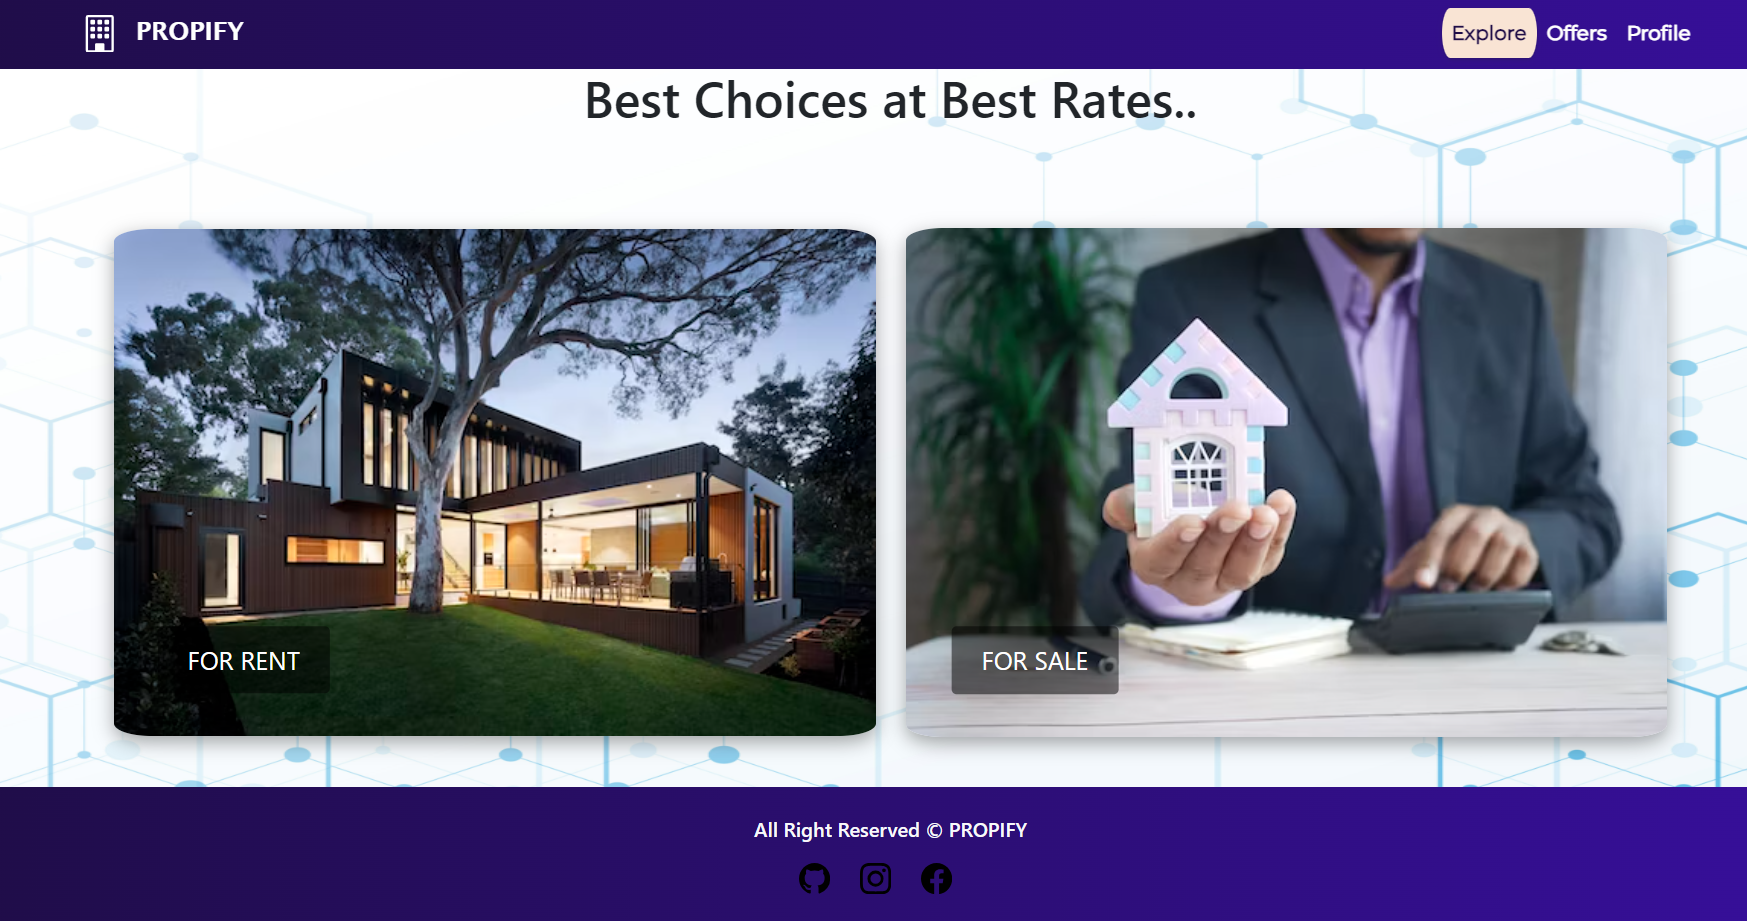 PROPIFY
Explore Offers Profile
Best Choices at Best Rates..
FOR RENT
FOR SALE
All Right Reserved © PROPIFY